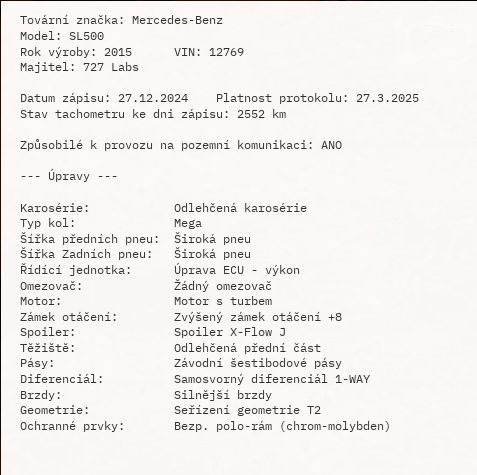 Tovární značka: Mercedes-Benz
Model: SL500
Rok výroby: 2015 VIN: 12769
Majitel: 727 Labs
Datum zápisu: 27.12.2024 Platnost protokolu: 27.3.2025
Stav tachometru ke dni zápisu: 2552 km
Způsobilé k provozu na pozemní komunikaci: ANO
--- Úpravy ---
Karosérie: Odlehčená karosérie
Typ kol: Mega
Šířka předních pneu: Široká pneu
Šířka Zadních pneu: Široká pneu
Řídící jednotka: Úprava ECU - výkon
Omezovač: Žádný omezovač
Motor: Motor s turbem
Zámek otáčení: Zvýšený zámek otáčení +8
Spoiler: Spoiler X-Flow J
Těžiště: Odlehčená přední část
Pásy: Závodní šestibodové pásy
Diferenciál: Samosvorný diferenciál 1-WAY
Brzdy: Silnější brzdy
Geometrie: Seřízení geometrie T2
Ochranné prvky: Bezp. polo-rám (chrom-molybden)